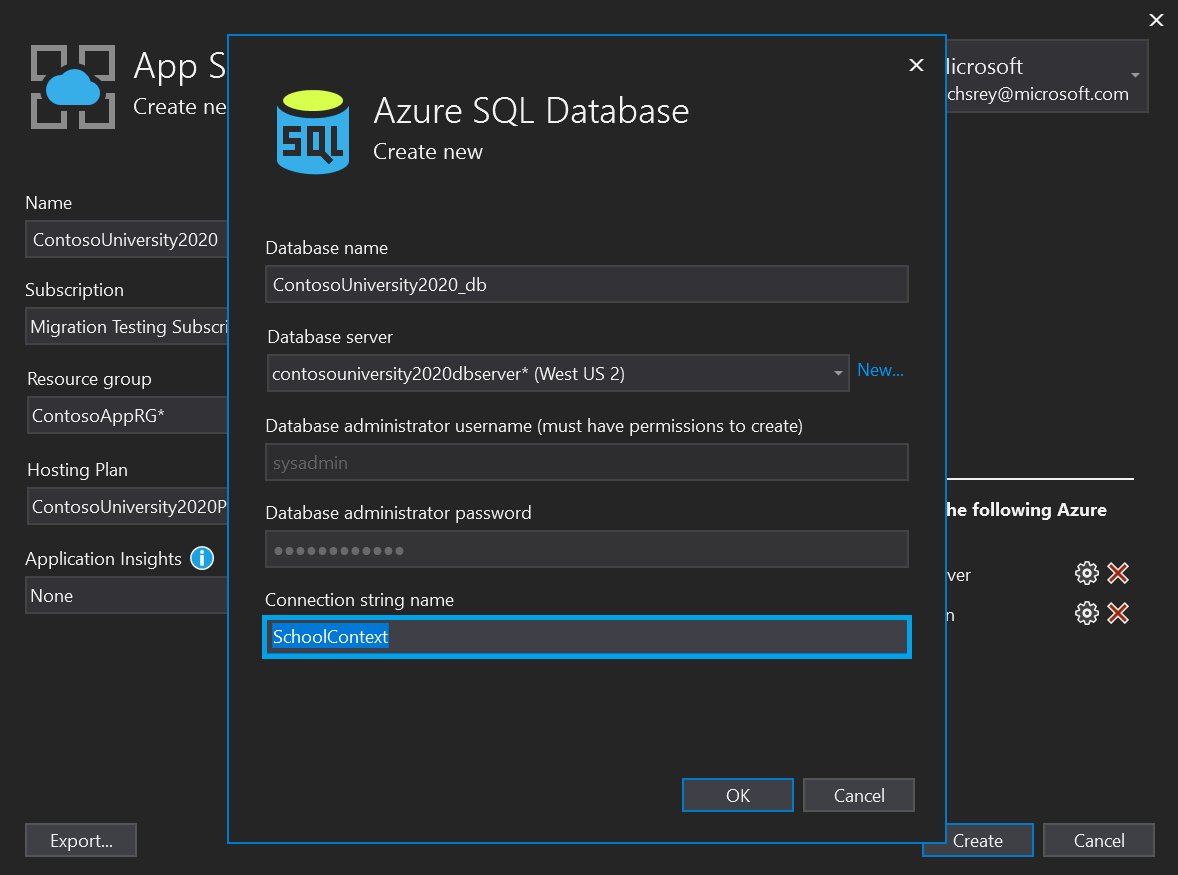 App S
Create ne
licrosoft
chsrey@microsoft.com
Name
ContosoUniversity2020
Subscription
Migration Testing Subscri
Resource group
ContosoAppRG*
Hosting Plan
ContosoUniversity2020P
Application Insights
None
Export...
SQL
Azure SQL Database
Create new
Database name
ContosoUniversity2020_db
Database server
contosouniversity2020dbserver* (West US 2)
New...
Database administrator username (must have permissions to create)
sysadmin
Database administrator password
●●●●●●●●●●●●
Connection string name
SchoolContext
OK
Cancel
he following Azure
ver
n
Create
Cancel